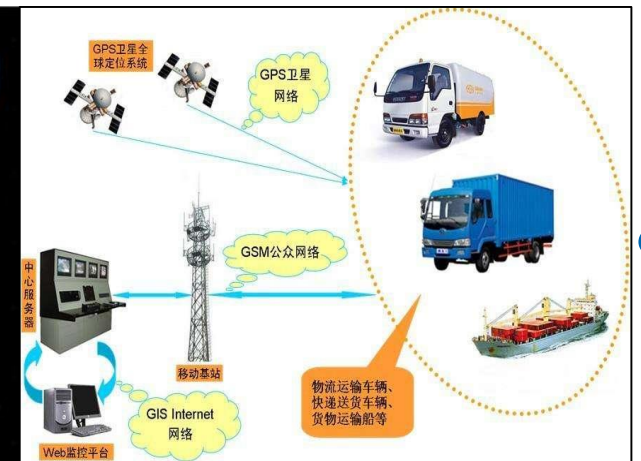 GPS卫星全
球定位系统
GPS卫星
网络
GSM公众网络
中
心
服
务
器
移动基站
物流运输车辆、
快递送货车辆、
货物运输船等
GIS Internet
网络
Web监控平台